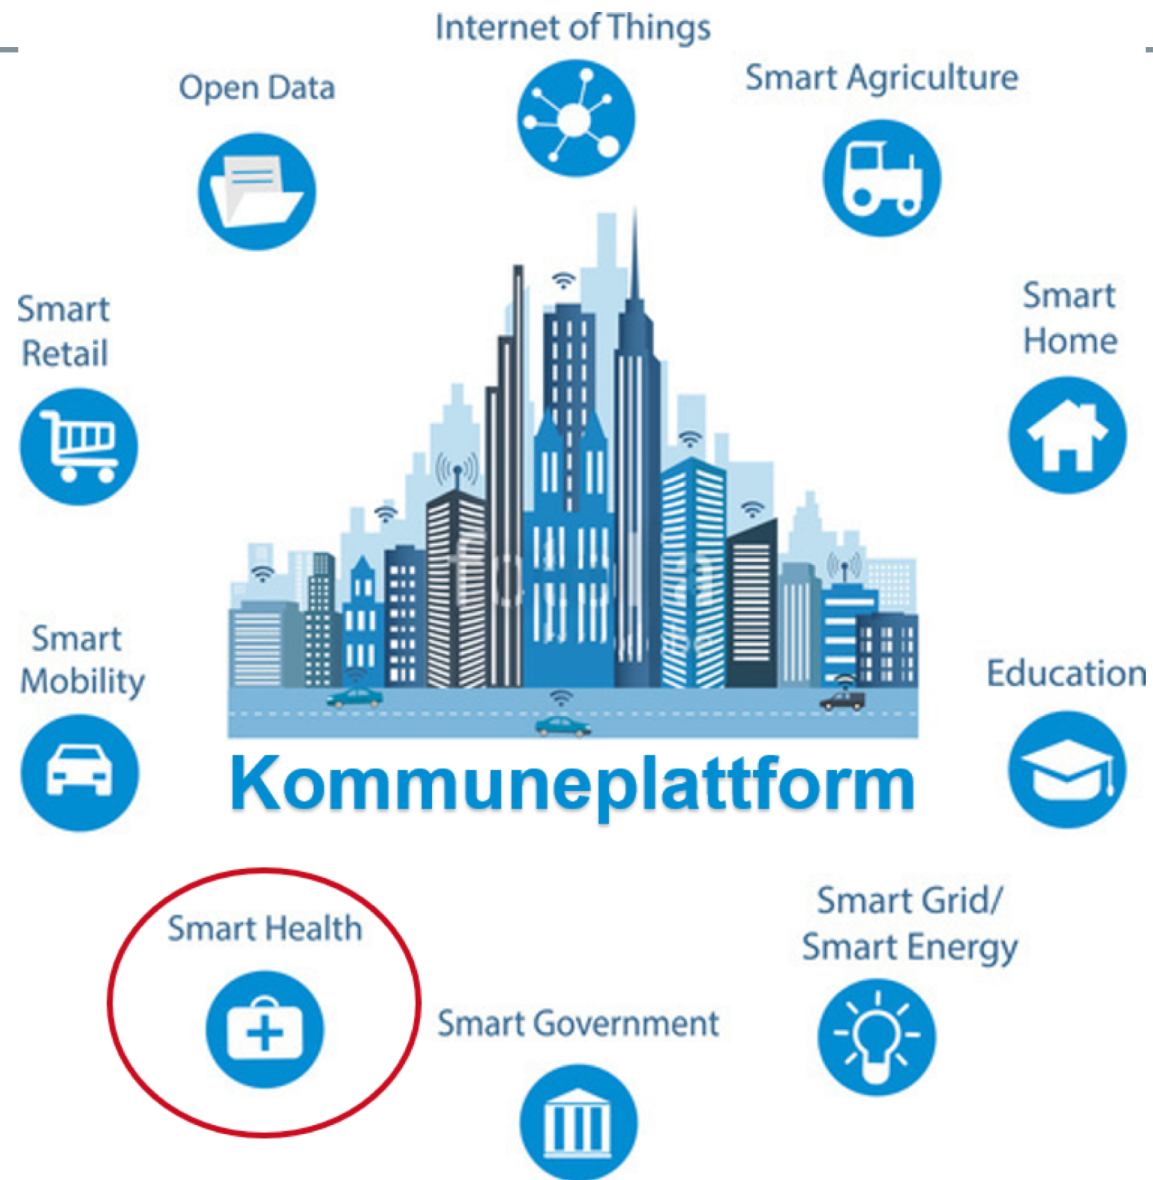 Internet of Things
Smart Agriculture
Open Data
Smart
Home
Smart
Retail
Smart
Mobility
Education
Kommuneplattform
Smart Health
Smart Grid/
Smart Energy
Smart Government